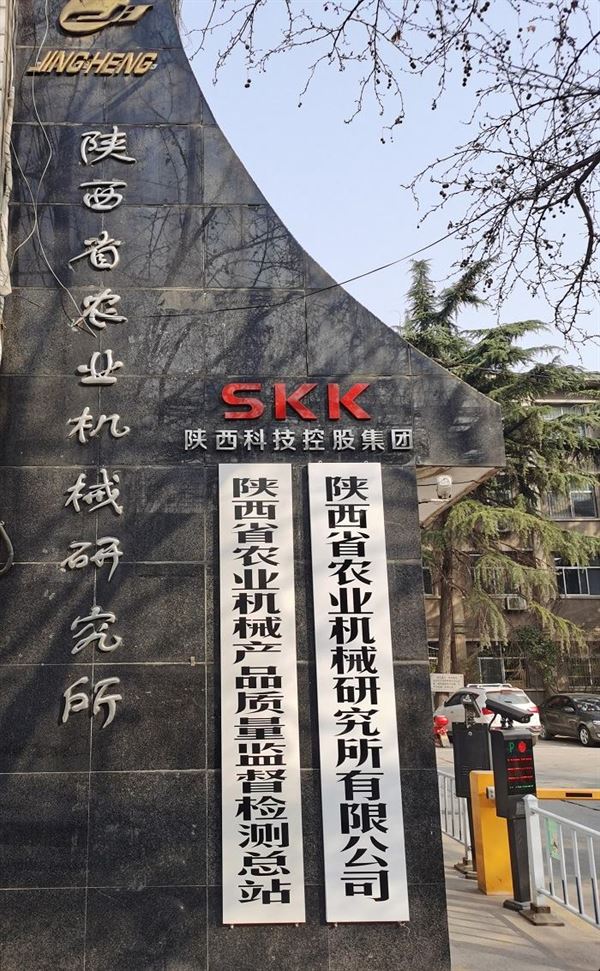 JINGHENG
陕西省农业机械研究所
SKK
陕西科技控股集团
陕西省农业机械研究所有限公司
陕西省农业机械产品质量监督检测总站
P